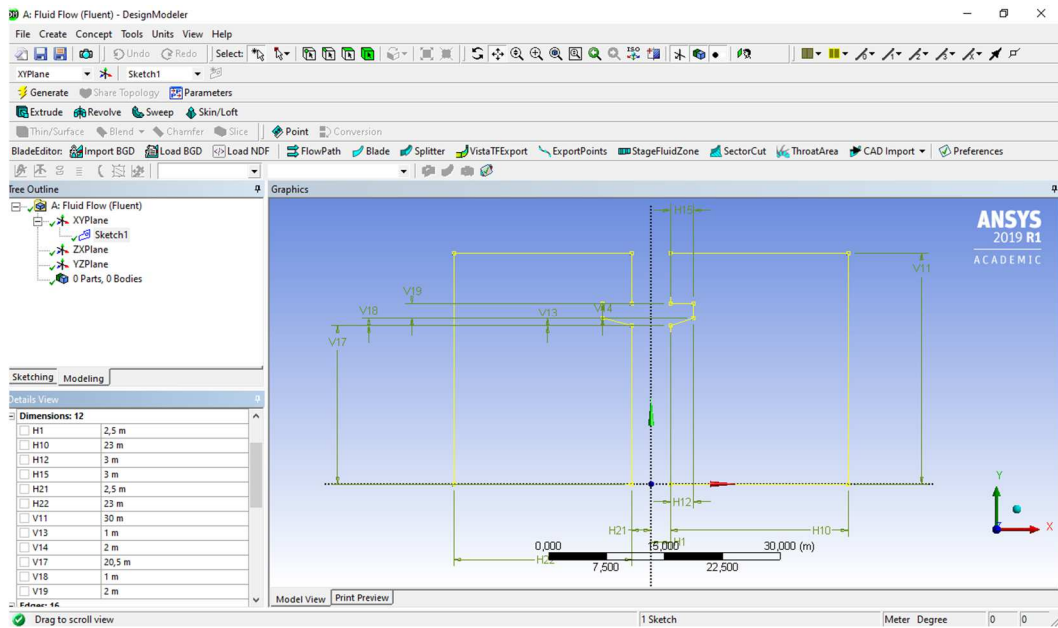 A: Fluid Flow (Fluent) - DesignModeler
File Create Concept Tools Units View Help
Undo Redo Select:
XYPlane Sketch1
Generate Share Topology Parameters
Extrude Revolve Sweep Skin/Loft
Thin/Surface Blend Chamfer Slice Point Conversion
BladeEditor: Import BGD Load BGD Load NDF FlowPath Blade Splitter VistaTFExport ExportPoints StageFluidZone SectorCut ThroatArea CAD Import Preferences
Tree Outline
A: Fluid Flow (Fluent)
XYPlane
Sketch1
ZXPlane
YZPlane
0 Parts, 0 Bodies
Sketching Modeling
Details View
Dimensions: 12
H1 2,5 m
H10 23 m
H12 3 m
H15 3 m
H21 2,5 m
H22 23 m
V11 30 m
V13 1 m
V14 2 m
V17 20,5 m
V18 1 m
V19 2 m
Edges: 16
Graphics
ANSYS
2019 R1
ACADEMIC
H15
V11
V19
V18
V13
V14
V17
H12
H21
H10
H1
H22
0,000 15,000 30,000 (m)
7,500 22,500
Y
X
Model View Print Preview
Drag to scroll view 1 Sketch Meter Degree 0 0